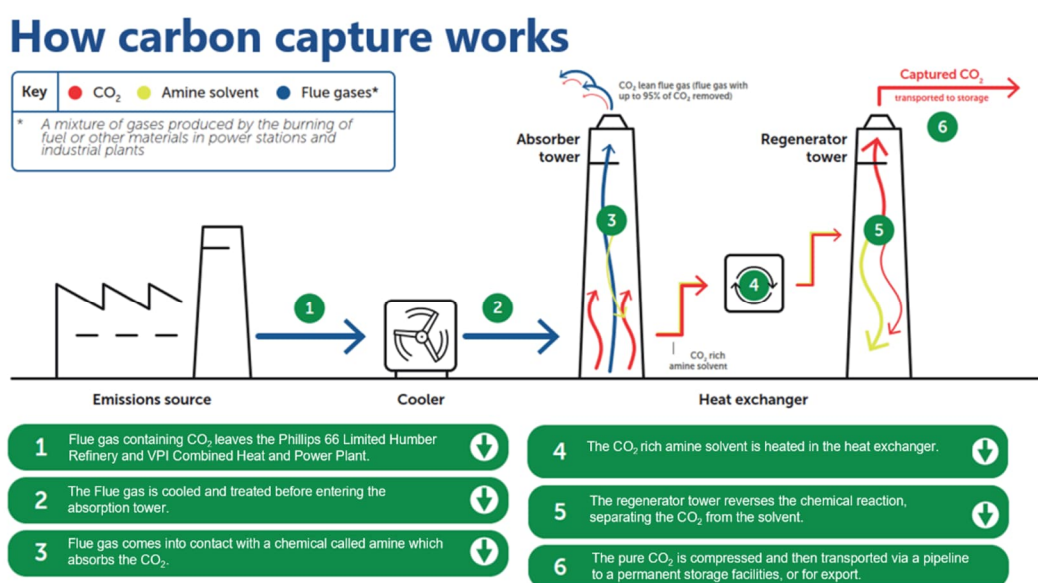 How carbon capture works
Key CO₂ Amine solvent Flue gases*
* A mixture of gases produced by the burning of
fuel or other materials in power stations and
industrial plants
CO₂ lean flue gas (flue gas with
up to 95% of CO₂ removed)
Captured CO₂
transported to storage
6
Absorber
tower
Regenerator
tower
3
5
4
1
2
CO₂ rich
amine solvent
Emissions source
Cooler
Heat exchanger
1 Flue gas containing CO₂ leaves the Phillips 66 Limited Humber
Refinery and VPI Combined Heat and Power Plant.
2 The Flue gas is cooled and treated before entering the
absorption tower.
3 Flue gas comes into contact with a chemical called amine which
absorbs the CO₂.
4 The CO₂ rich amine solvent is heated in the heat exchanger.
5 The regenerator tower reverses the chemical reaction,
separating the CO₂ from the solvent.
6 The pure CO₂ is compressed and then transported via a pipeline
to a permanent storage facilities, or for export.